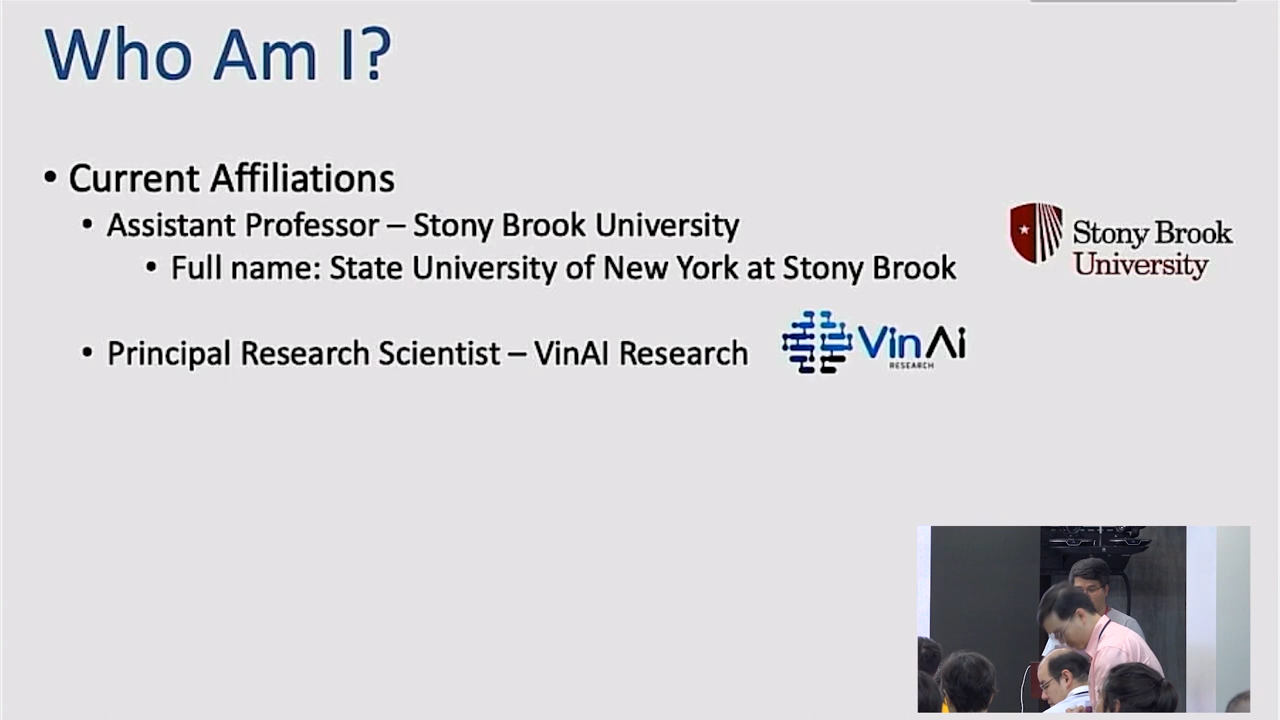 Who Am I?
• Current Affiliations
• Assistant Professor – Stony Brook University
• Full name: State University of New York at Stony Brook
Stony Brook
University
• Principal Research Scientist – VinAI Research
VinAi
RESEARCH